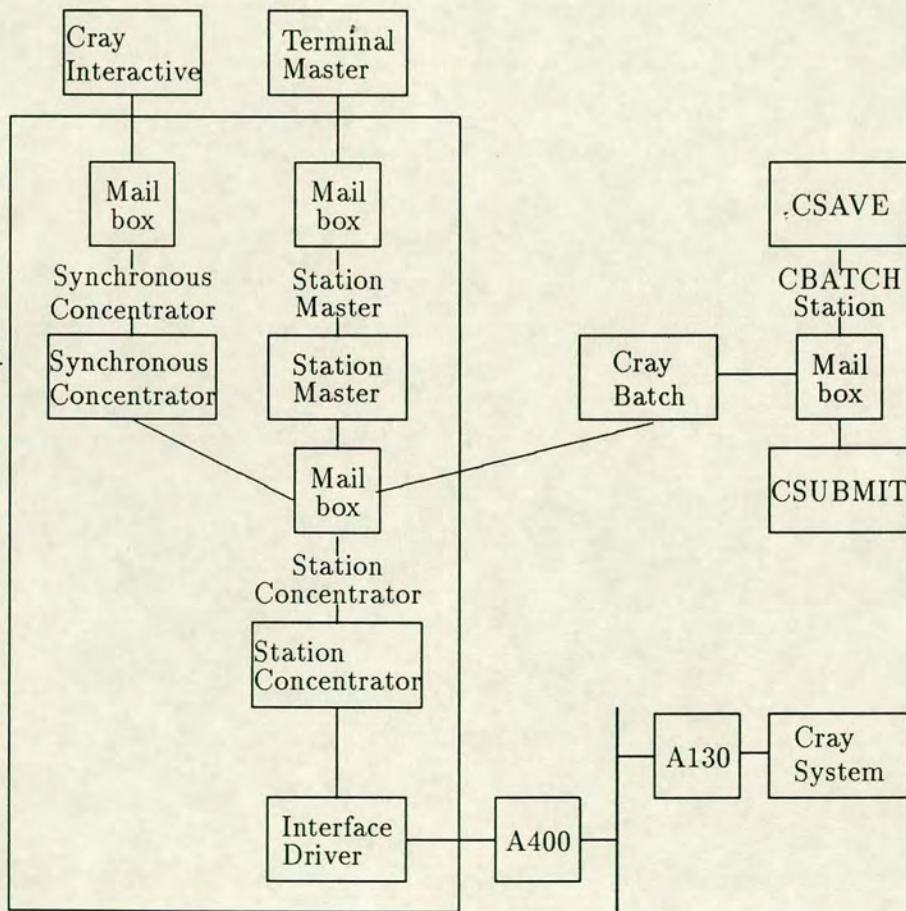 Cray
Interactive
Terminal
Master
Mail
box
Mail
box
CSAVE
Synchronous
Concentrator
Station
Master
CBATCH
Station
Synchronous
Concentrator
Station
Master
Cray
Batch
Mail
box
Mail
box
CSUBMIT
Station
Concentrator
Station
Concentrator
A130
Cray
System
Interface
Driver
A400